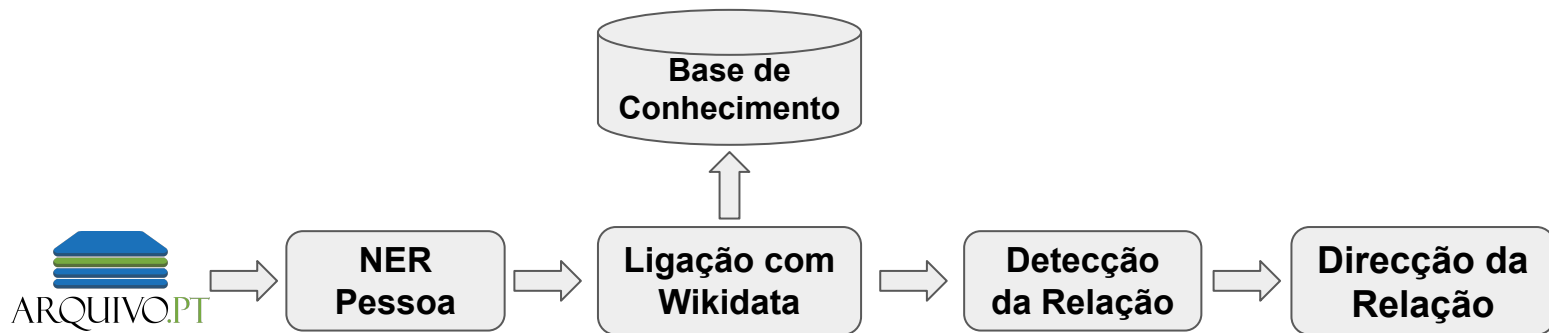 Base de
Conhecimento
ARQUIVO.PT
NER
Pessoa
Ligação com
Wikidata
Detecção
da Relação
Direcção da
Relação